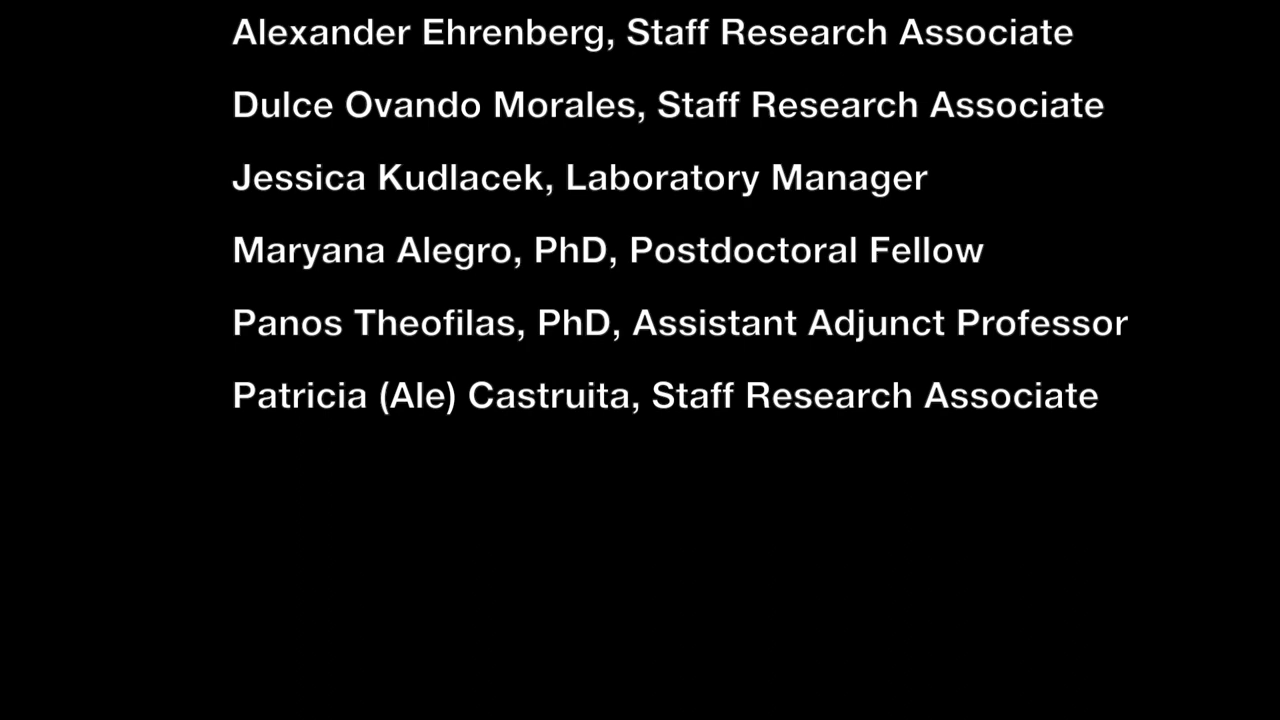 Alexander Ehrenberg, Staff Research Associate
Dulce Ovando Morales, Staff Research Associate
Jessica Kudlacek, Laboratory Manager
Maryana Alegro, PhD, Postdoctoral Fellow
Panos Theofilas, PhD, Assistant Adjunct Professor
Patricia (Ale) Castruita, Staff Research Associate